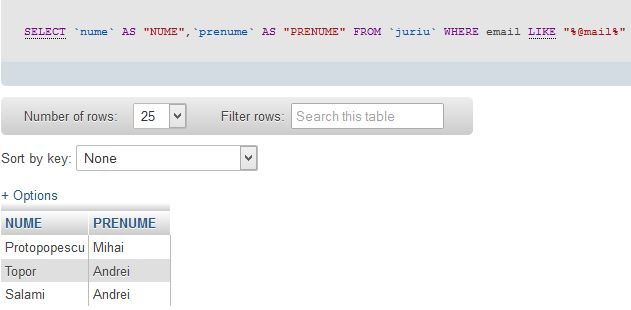 SELECT `nume` AS "NUME",`prenume` AS "PRENUME" FROM `juriu` WHERE email LIKE "%@mail%"
Number of rows: 25 Filter rows: Search this table
Sort by key: None
+ Options
NUME PRENUME
Protopopescu Mihai
Topor Andrei
Salami Andrei